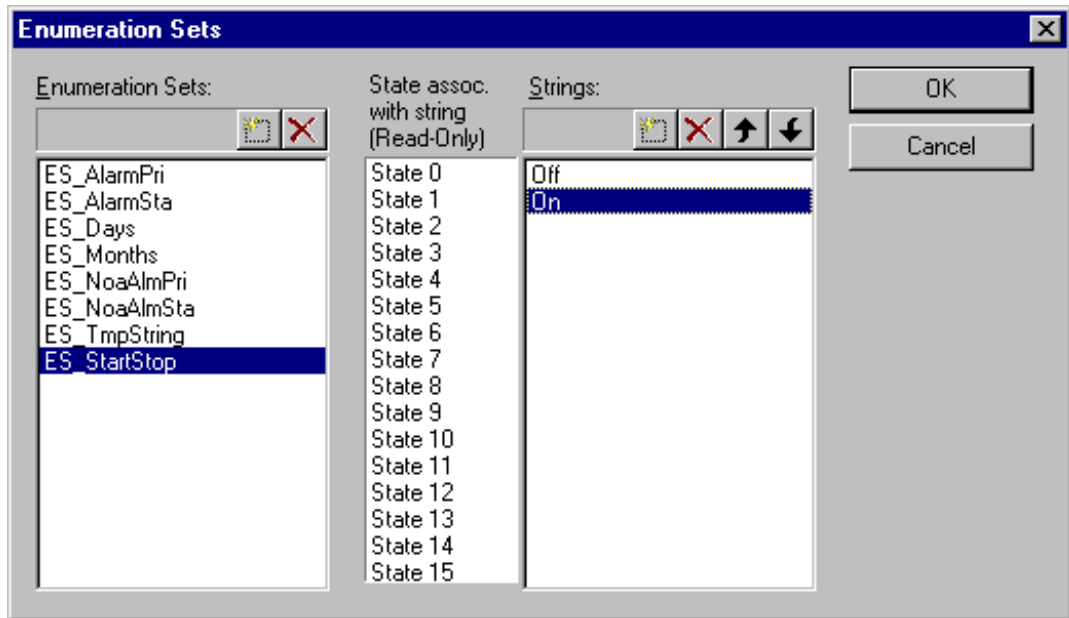 Enumeration Sets
Enumeration Sets:
State assoc.
with string
(Read-Only)
Strings:
OK
Cancel
ES_AlarmPri
ES_AlarmSta
ES_Days
ES_Months
ES_NoaAlmPri
ES_NoaAlmSta
ES_TmpString
ES_StartStop
State 0
State 1
State 2
State 3
State 4
State 5
State 6
State 7
State 8
State 9
State 10
State 11
State 12
State 13
State 14
State 15
Off
On